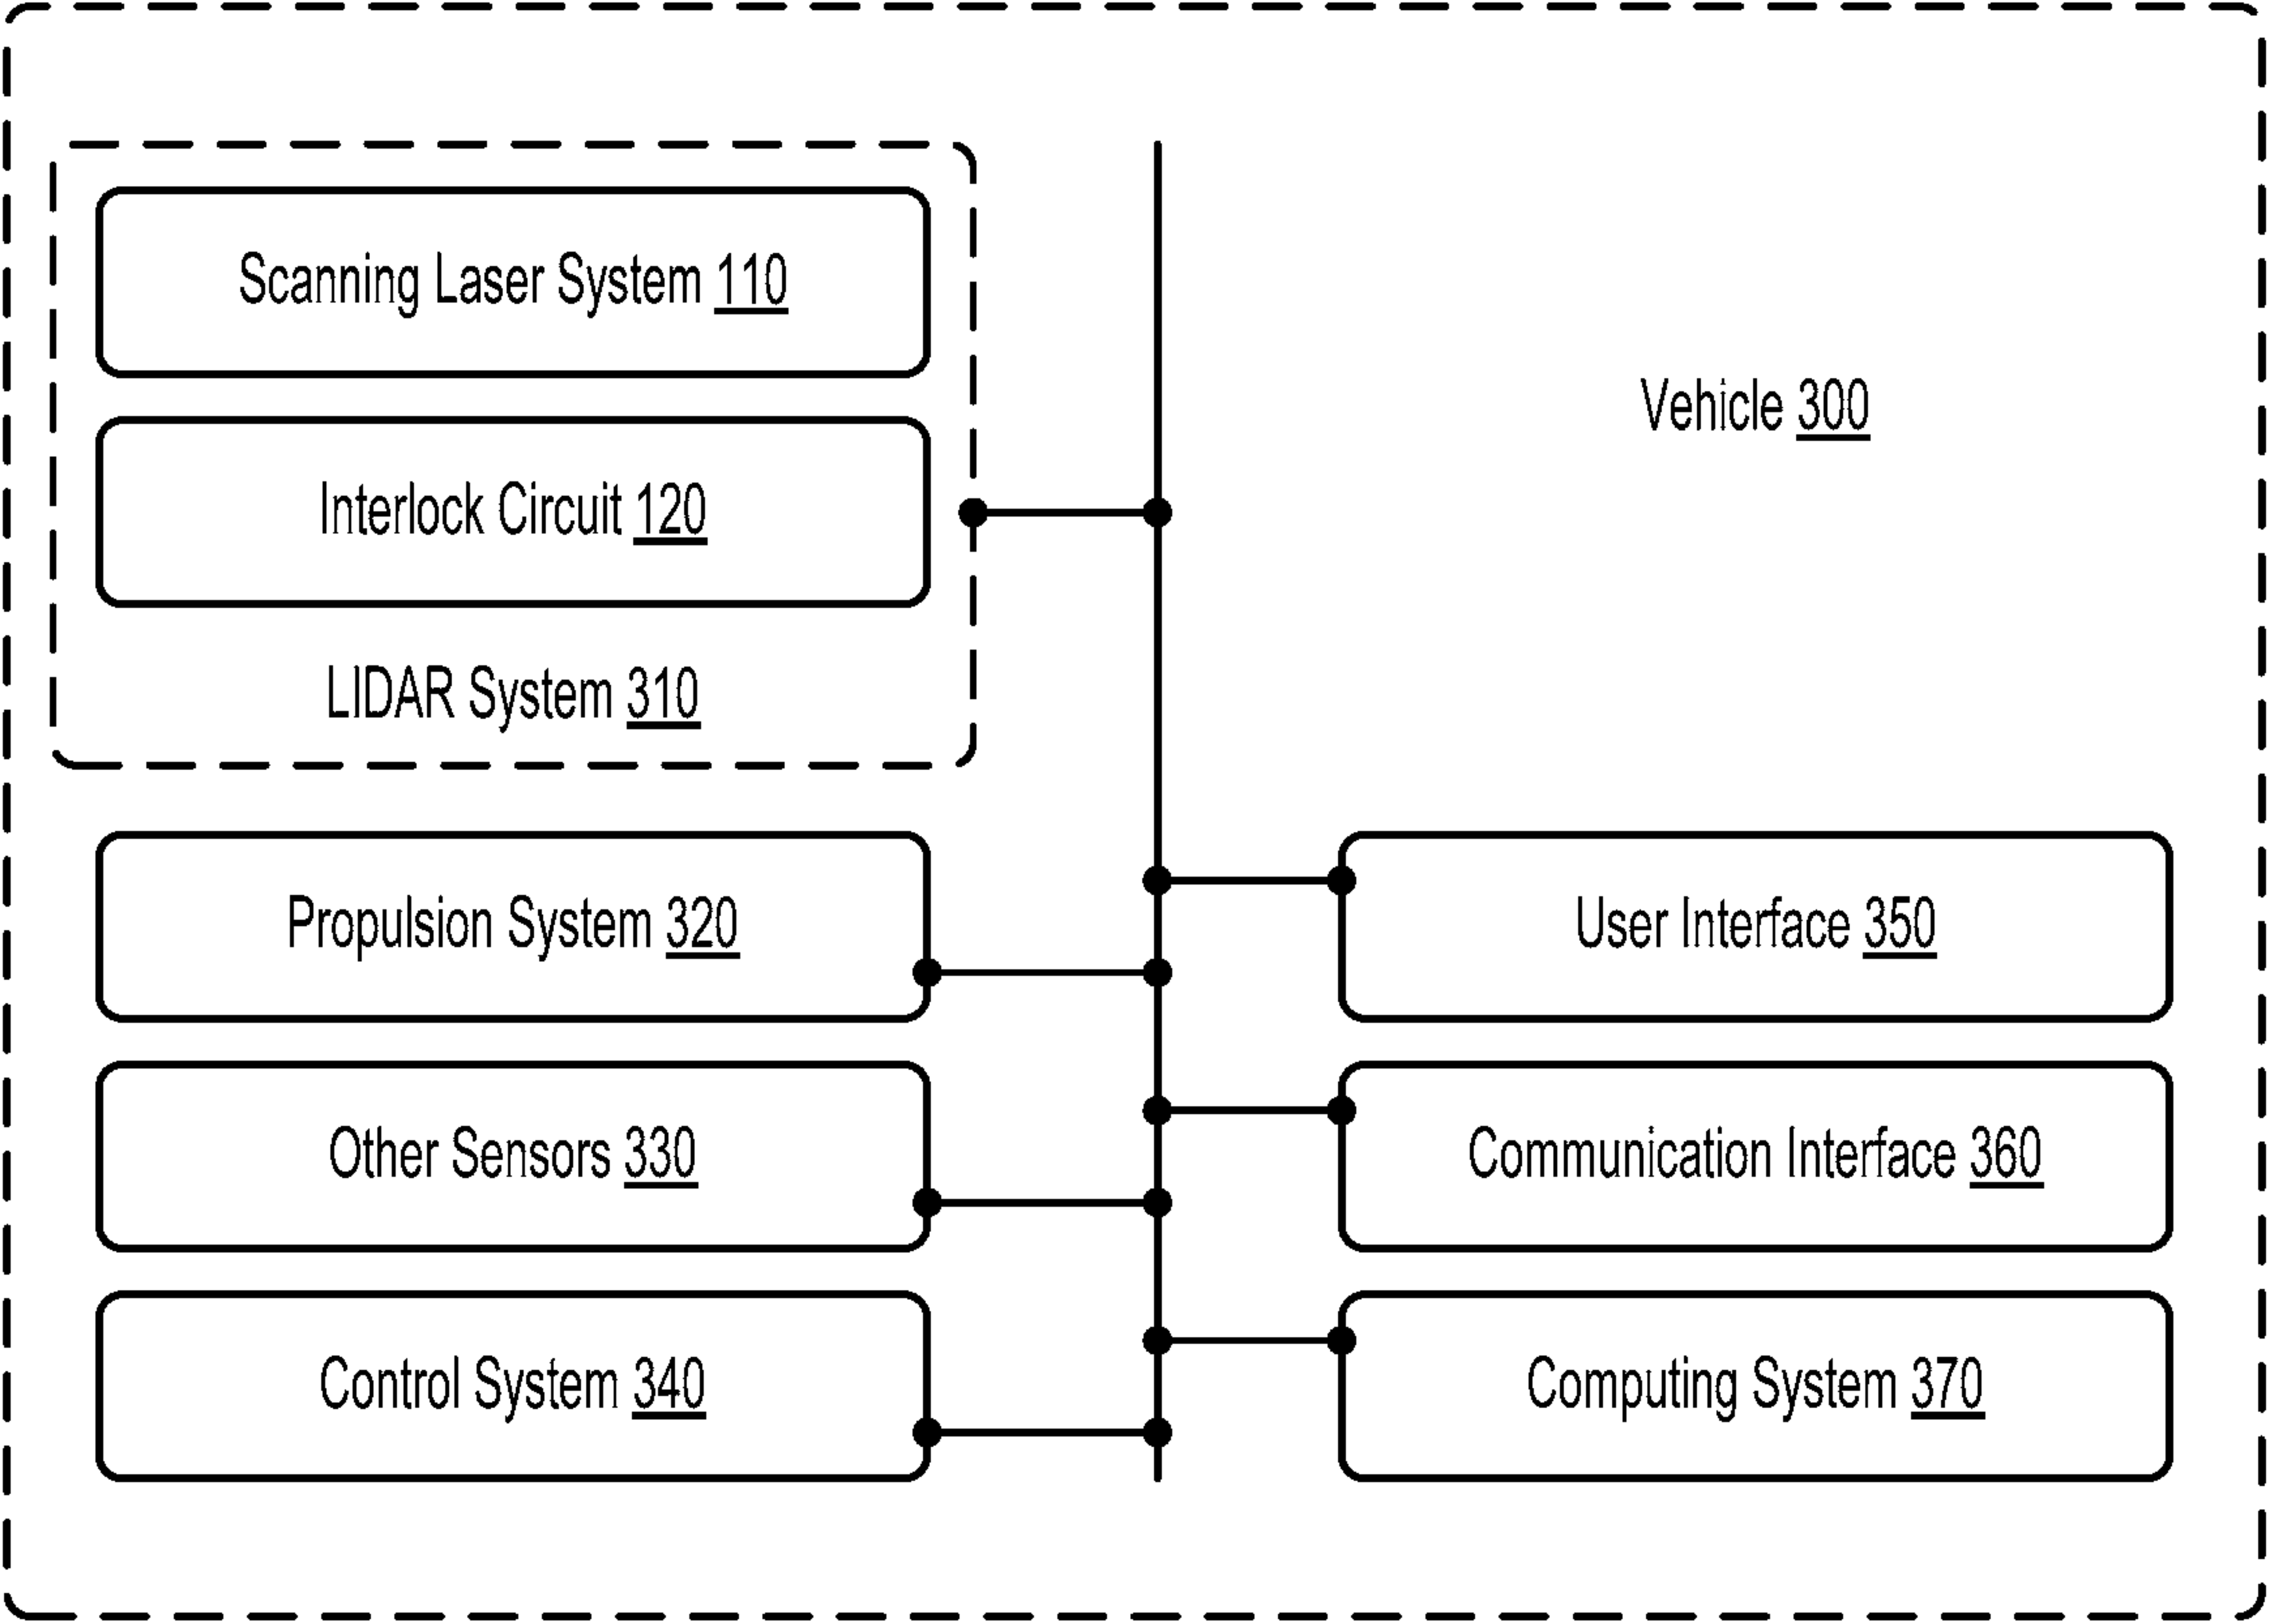 Scanning Laser System 110
Vehicle 300
Interlock Circuit 120
LIDAR System 310
Propulsion System 320
User Interface 350
Other Sensors 330
Communication Interface 360
Control System 340
Computing System 370